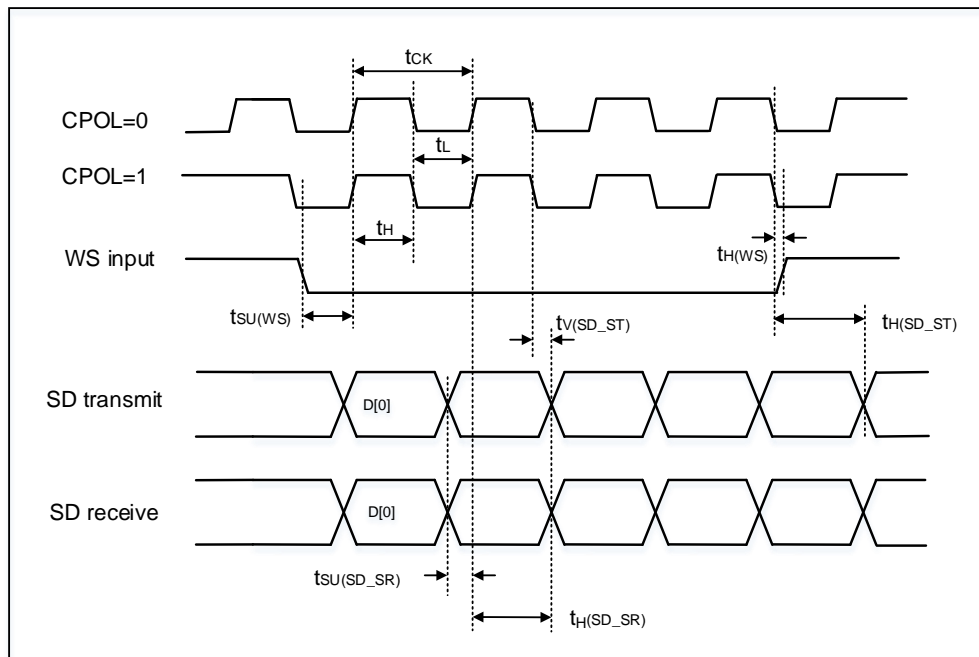 tCK
CPOL=0
tL
CPOL=1
tH
tH(WS)
WS input
tSU(WS)
tV(SD_ST)
tH(SD_ST)
SD transmit
D[0]
SD receive
D[0]
tSU(SD_SR)
tH(SD_SR)